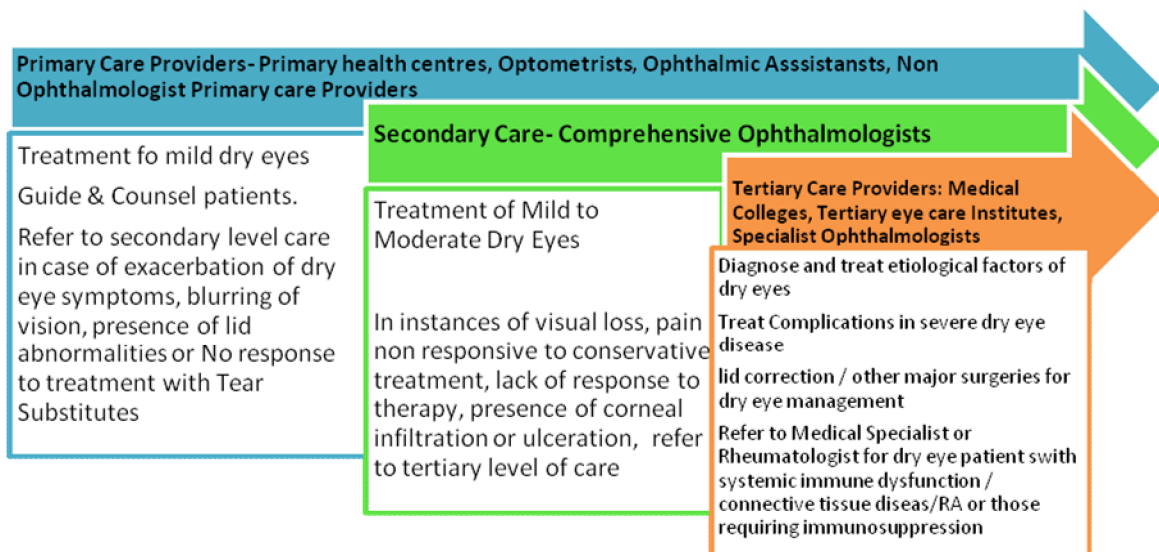 Primary Care Providers- Primary health centres, Optometrists, Ophthalmic Asssistansts, Non
Ophthalmologist Primary care Providers
Treatment fo mild dry eyes
Guide & Counsel patients.
Refer to secondary level care
in case of exacerbation of dry
eye symptoms, blurring of
vision, presence of lid
abnormalities or No response
to treatment with Tear
Substitutes
Secondary Care- Comprehensive Ophthalmologists
Treatment of Mild to
Moderate Dry Eyes
In instances of visual loss, pain
non responsive to conservative
treatment, lack of response to
therapy, presence of corneal
infiltration or ulceration, refer
to tertiary level of care
Tertiary Care Providers: Medical
Colleges, Tertiary eye care Institutes,
Specialist Ophthalmologists
Diagnose and treat etiological factors of
dry eyes
Treat Complications in severe dry eye
disease
lid correction / other major surgeries for
dry eye management
Refer to Medical Specialist or
Rheumatologist for dry eye patient swith
systemic immune dysfunction /
connective tissue diseas/RA or those
requiring immunosuppression